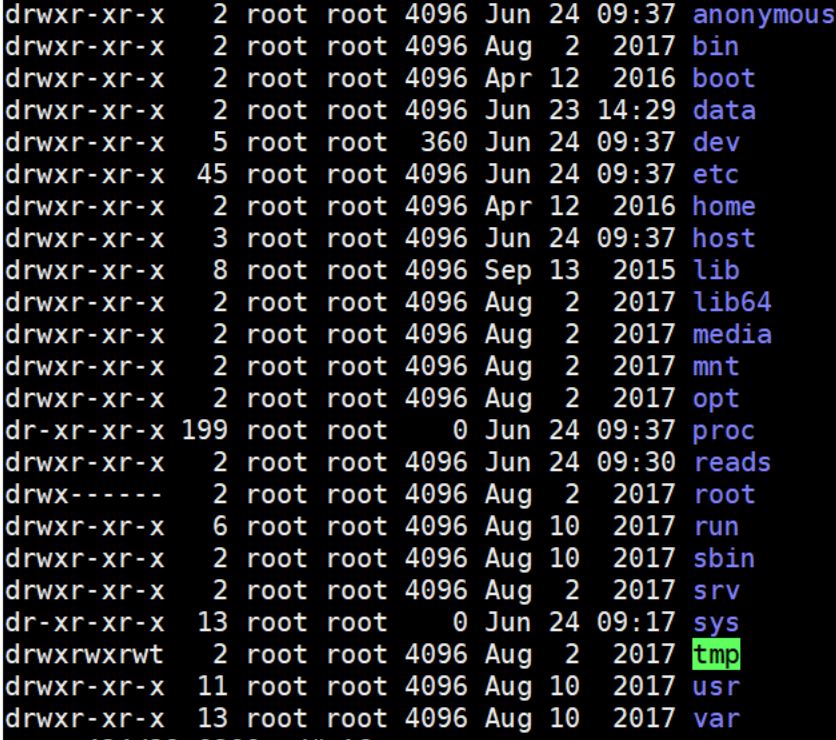 drwxr-xr-x   2 root root 4096 Jun 24 09:37 anonymous
drwxr-xr-x   2 root root 4096 Aug  2  2017 bin
drwxr-xr-x   2 root root 4096 Apr 12  2016 boot
drwxr-xr-x   2 root root 4096 Jun 23 14:29 data
drwxr-xr-x   5 root root  360 Jun 24 09:37 dev
drwxr-xr-x  45 root root 4096 Jun 24 09:37 etc
drwxr-xr-x   2 root root 4096 Apr 12  2016 home
drwxr-xr-x   3 root root 4096 Jun 24 09:37 host
drwxr-xr-x   8 root root 4096 Sep 13  2015 lib
drwxr-xr-x   2 root root 4096 Aug  2  2017 lib64
drwxr-xr-x   2 root root 4096 Aug  2  2017 media
drwxr-xr-x   2 root root 4096 Aug  2  2017 mnt
drwxr-xr-x   2 root root 4096 Aug  2  2017 opt
dr-xr-xr-x 199 root root    0 Jun 24 09:37 proc
drwxr-xr-x   2 root root 4096 Jun 24 09:30 reads
drwx------   2 root root 4096 Aug  2  2017 root
drwxr-xr-x   6 root root 4096 Aug 10  2017 run
drwxr-xr-x   2 root root 4096 Aug 10  2017 sbin
drwxr-xr-x   2 root root 4096 Aug  2  2017 srv
dr-xr-xr-x  13 root root    0 Jun 24 09:17 sys
drwxrwxrwt   2 root root 4096 Aug  2  2017 tmp
drwxr-xr-x  11 root root 4096 Aug 10  2017 usr
drwxr-xr-x  13 root root 4096 Aug 10  2017 var